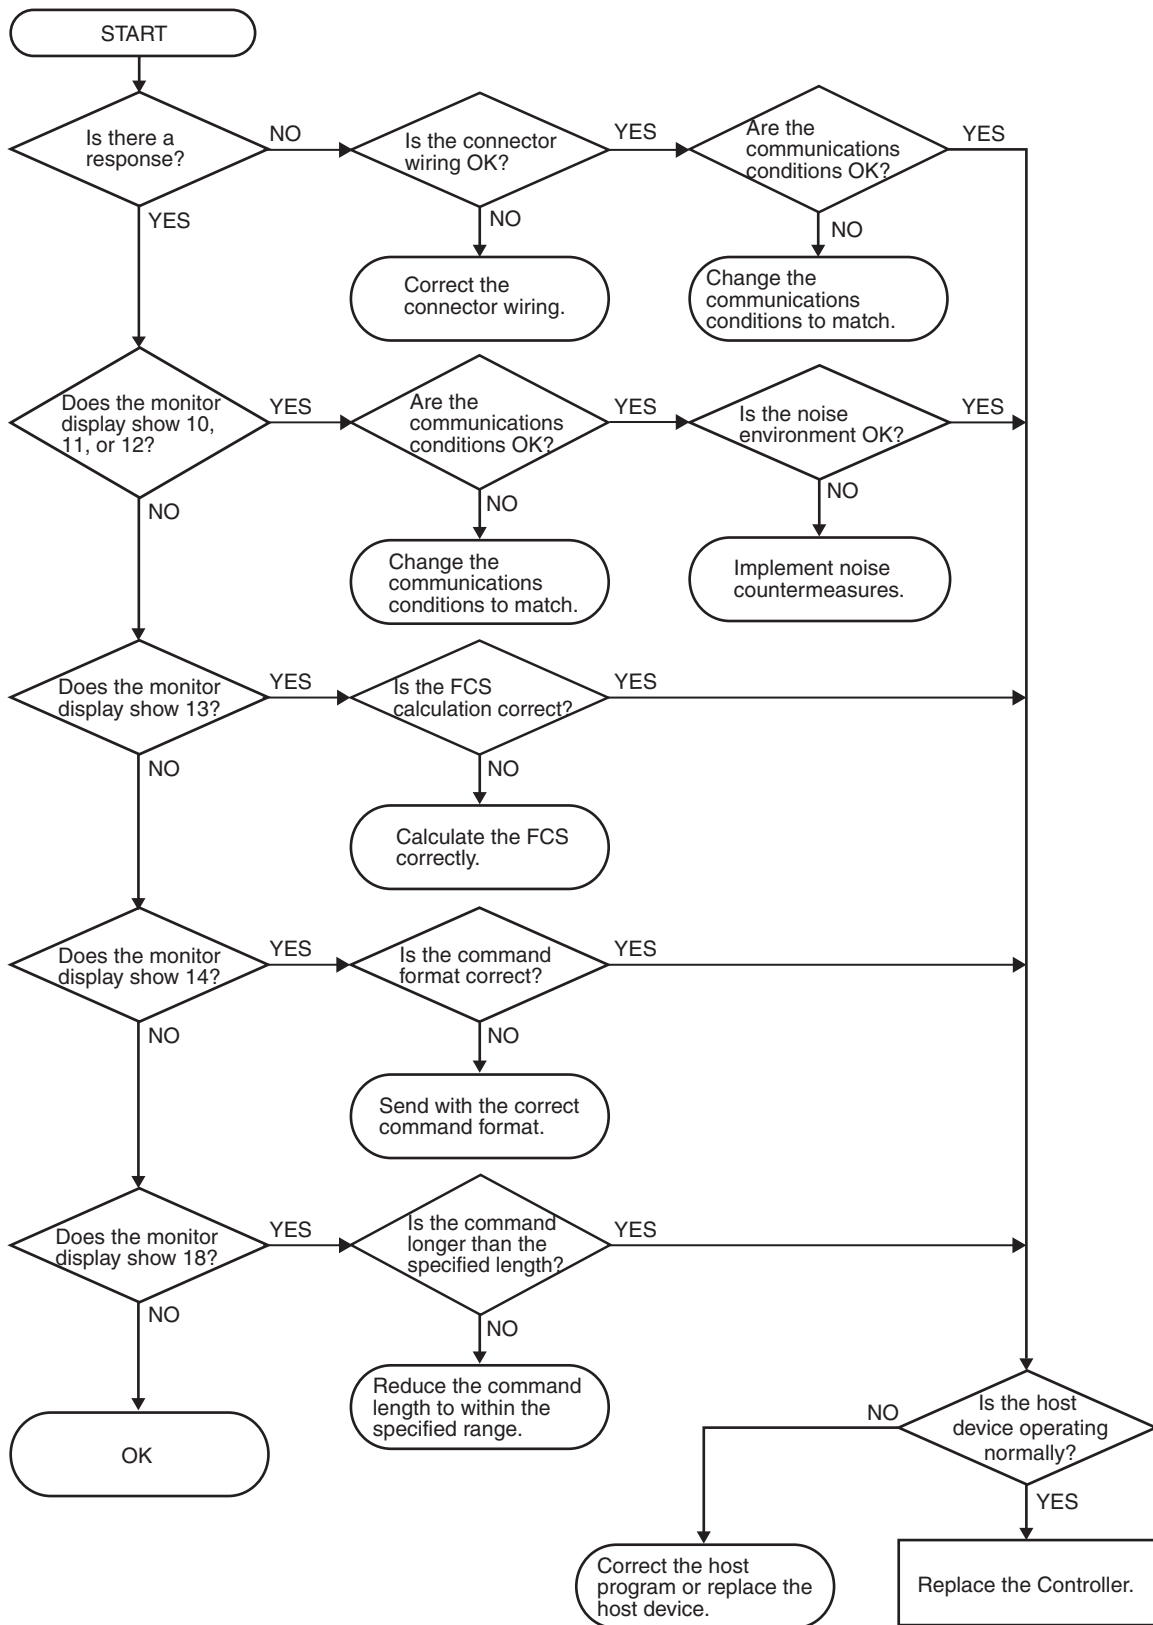 START
Is there a
response?
NO
Is the connector
wiring OK?
YES
Are the
communications
conditions OK?
YES
YES
NO
NO
Correct the
connector wiring.
Change the
communications
conditions to match.
Does the monitor
display show 10,
11, or 12?
YES
Are the
communications
conditions OK?
YES
Is the noise
environment OK?
YES
NO
NO
NO
Change the
communications
conditions to match.
Implement noise
countermeasures.
Does the monitor
display show 13?
YES
Is the FCS
calculation correct?
YES
NO
NO
Calculate the FCS
correctly.
Does the monitor
display show 14?
YES
Is the command
format correct?
YES
NO
NO
Send with the correct
command format.
Does the monitor
display show 18?
YES
Is the command
longer than the
specified length?
YES
NO
NO
Reduce the command
length to within the
specified range.
OK
NO
Is the host
device operating
normally?
YES
Correct the host
program or replace the
host device.
Replace the Controller.